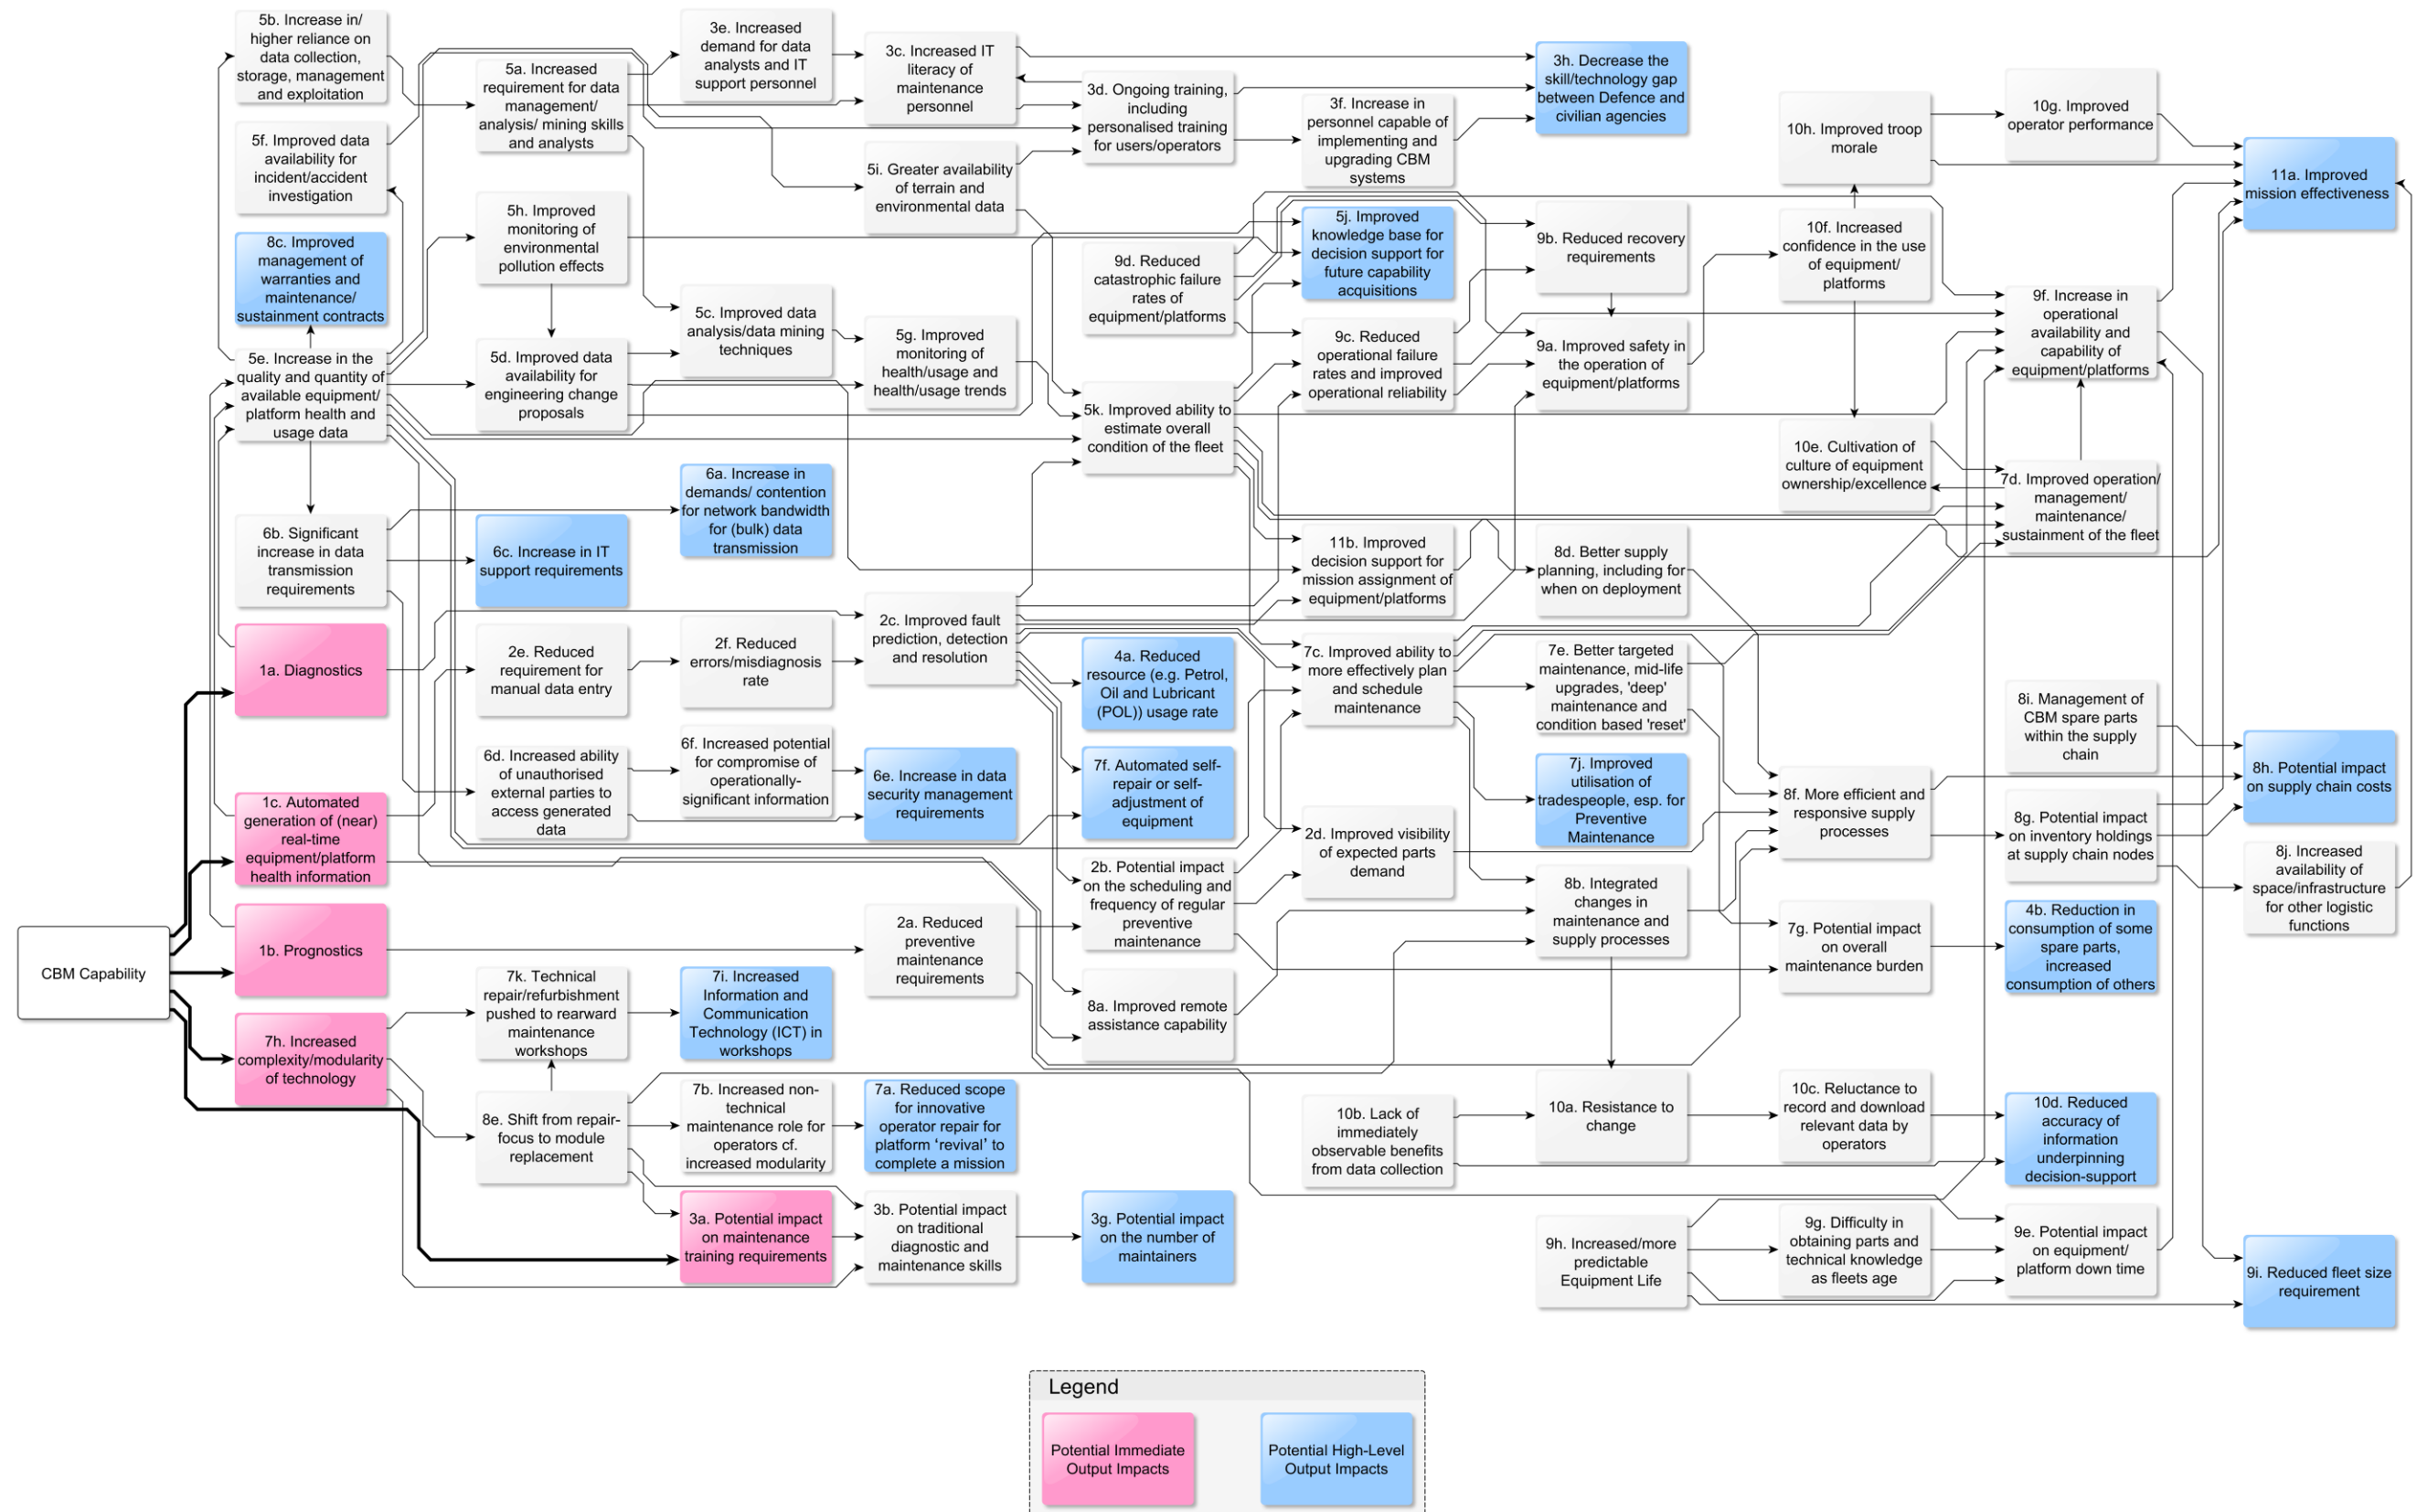 5b. Increase in/
higher reliance on
data collection,
storage, management
and exploitation
5f. Improved data
availability for
incident/accident
investigation
8c. Improved
management of
warranties and
maintenance/
sustainment contracts
5e. Increase in the
quality and quantity of
available equipment/
platform health and
usage data
6b. Significant
increase in data
transmission
requirements
1a. Diagnostics
1c. Automated
generation of (near)
real-time
equipment/platform
health information
1b. Prognostics
CBM Capability
7h. Increased
complexity/modularity
of technology
5a. Increased
requirement for data
management/
analysis/ mining skills
and analysts
5h. Improved
monitoring of
environmental
pollution effects
5d. Improved data
availability for
engineering change
proposals
6c. Increase in IT
support requirements
2e. Reduced
requirement for
manual data entry
6d. Increased ability
of unauthorised
external parties to
access generated
data
7k. Technical
repair/refurbishment
pushed to rearward
maintenance
workshops
8e. Shift from repair-
focus to module
replacement
3e. Increased
demand for data
analysts and IT
support personnel
5c. Improved data
analysis/data mining
techniques
6a. Increase in
demands/ contention
for network bandwidth
for (bulk) data
transmission
2f. Reduced
errors/misdiagnosis
rate
6f. Increased potential
for compromise of
operationally-
significant information
7i. Increased
Information and
Communication
Technology (ICT) in
workshops
7b. Increased non-
technical
maintenance role for
operators cf.
increased modularity
3a. Potential impact
on maintenance
training requirements
3c. Increased IT
literacy of
maintenance
personnel
5i. Greater availability
of terrain and
environmental data
5g. Improved
monitoring of
health/usage and
health/usage trends
2c. Improved fault
prediction, detection
and resolution
6e. Increase in data
security management
requirements
2a. Reduced
preventive
maintenance
requirements
7a. Reduced scope
for innovative
operator repair for
platform ‘revival’ to
complete a mission
3b. Potential impact
on traditional
diagnostic and
maintenance skills
3d. Ongoing training,
including
personalised training
for users/operators
9d. Reduced
catastrophic failure
rates of
equipment/platforms
5k. Improved ability to
estimate overall
condition of the fleet
4a. Reduced
resource (e.g. Petrol,
Oil and Lubricant
(POL)) usage rate
7f. Automated self-
repair or self-
adjustment of
equipment
2b. Potential impact
on the scheduling and
frequency of regular
preventive
maintenance
8a. Improved remote
assistance capability
3g. Potential impact
on the number of
maintainers
3f. Increase in
personnel capable of
implementing and
upgrading CBM
systems
5j. Improved
knowledge base for
decision support for
future capability
acquisitions
9c. Reduced
operational failure
rates and improved
operational reliability
11b. Improved
decision support for
mission assignment of
equipment/platforms
7c. Improved ability to
more effectively plan
and schedule
maintenance
2d. Improved visibility
of expected parts
demand
10b. Lack of
immediately
observable benefits
from data collection
3h. Decrease the
skill/technology gap
between Defence and
civilian agencies
9b. Reduced recovery
requirements
9a. Improved safety in
the operation of
equipment/platforms
8d. Better supply
planning, including for
when on deployment
7e. Better targeted
maintenance, mid-life
upgrades, 'deep'
maintenance and
condition based 'reset'
7j. Improved
utilisation of
tradespeople, esp. for
Preventive
Maintenance
8b. Integrated
changes in
maintenance and
supply processes
10a. Resistance to
change
9h. Increased/more
predictable
Equipment Life
10h. Improved troop
morale
10f. Increased
confidence in the use
of equipment/
platforms
10e. Cultivation of
culture of equipment
ownership/excellence
8f. More efficient and
responsive supply
processes
7g. Potential impact
on overall
maintenance burden
10c. Reluctance to
record and download
relevant data by
operators
9g. Difficulty in
obtaining parts and
technical knowledge
as fleets age
10g. Improved
operator performance
9f. Increase in
operational
availability and
capability of
equipment/platforms
7d. Improved operation/
management/
maintenance/
sustainment of the fleet
8i. Management of
CBM spare parts
within the supply
chain
8g. Potential impact
on inventory holdings
at supply chain nodes
4b. Reduction in
consumption of some
spare parts,
increased
consumption of others
10d. Reduced
accuracy of
information
underpinning
decision-support
9e. Potential impact
on equipment/
platform down time
11a. Improved
mission effectiveness
8h. Potential impact
on supply chain costs
8j. Increased
availability of
space/infrastructure
for other logistic
functions
9i. Reduced fleet size
requirement
Legend
Potential Immediate
Output Impacts
Potential High-Level
Output Impacts